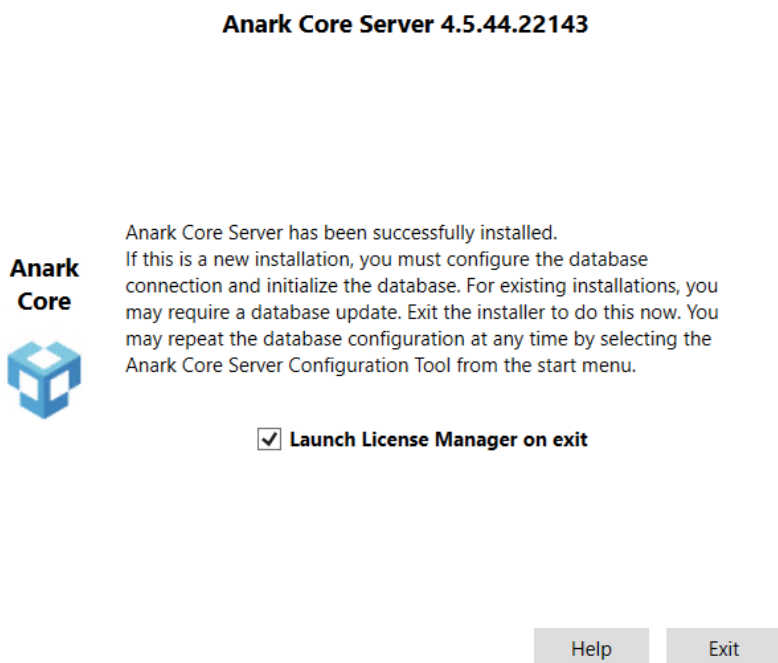 Anark Core Server 4.5.44.22143
Anark Core Server has been successfully installed.
If this is a new installation, you must configure the database
connection and initialize the database. For existing installations, you
may require a database update. Exit the installer to do this now. You
may repeat the database configuration at any time by selecting the
Anark Core Server Configuration Tool from the start menu.
Anark
Core
Launch License Manager on exit
Help
Exit